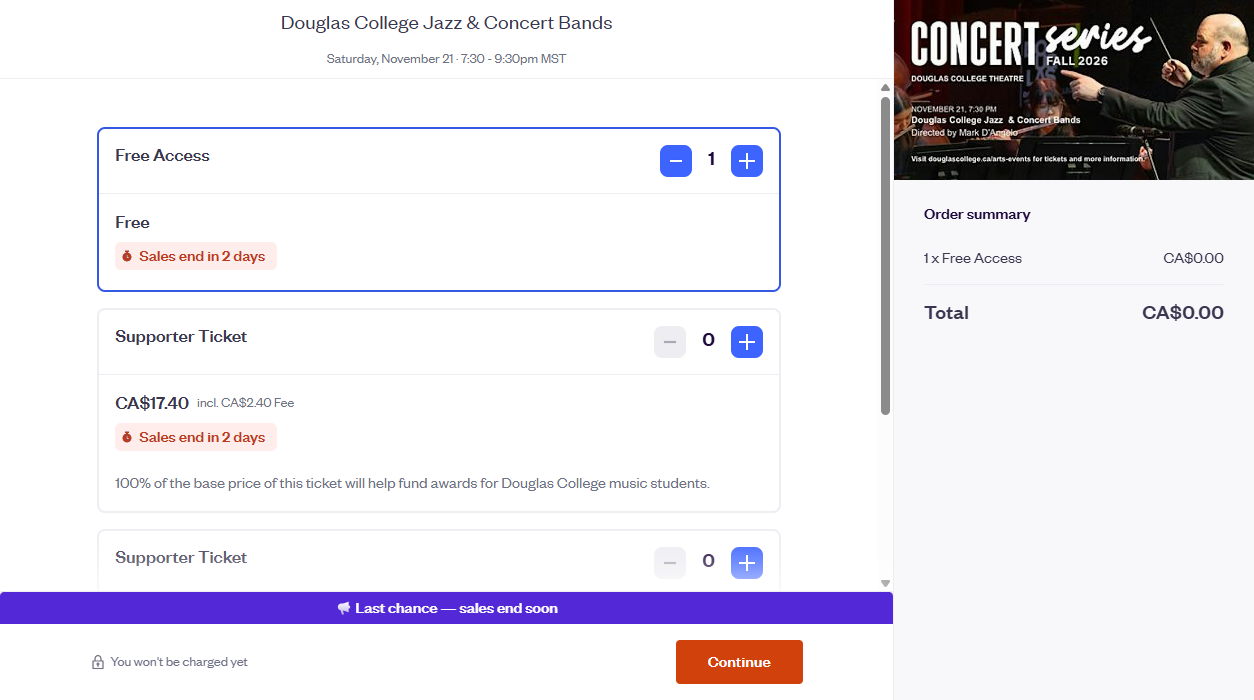 Douglas College Jazz & Concert Bands
Saturday, November 21 · 7:30 - 9:30pm MST
Free Access
1
Free
Sales end in 2 days
Supporter Ticket
0
CA$17.40 incl. CA$2.40 Fee
Sales end in 2 days
100% of the base price of this ticket will help fund awards for Douglas College music students.
Supporter Ticket
0
Last chance — sales end soon
You won't be charged yet
Continue
CONCERT series
FALL 2026
DOUGLAS COLLEGE THEATRE
NOVEMBER 21, 7:30 PM
Douglas College Jazz & Concert Bands
Directed by Mark D'Angelo
Visit douglascollege.ca/arts-events for tickets and more information.
Order summary
1 x Free Access CA$0.00
Total CA$0.00